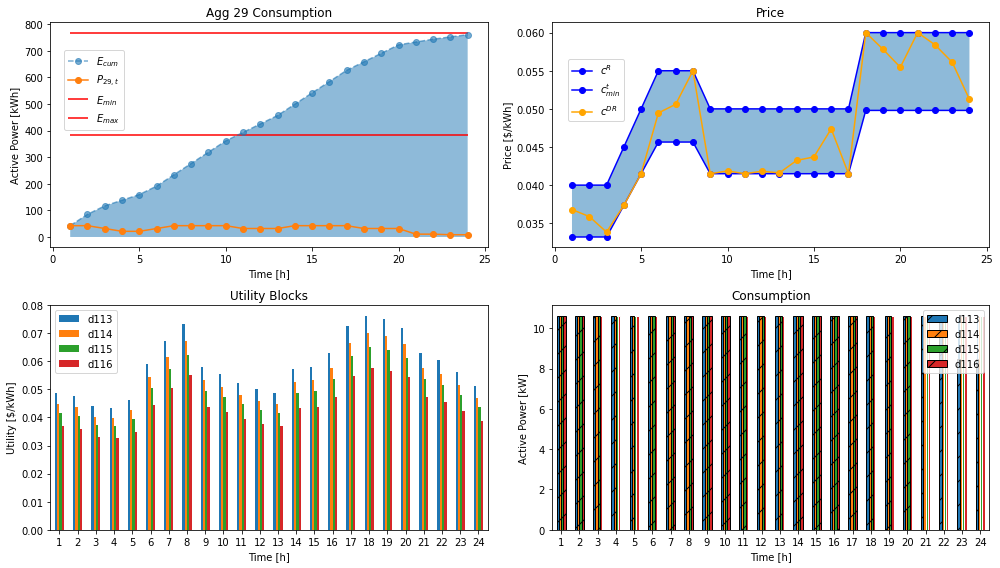 Agg 29 Consumption
Active Power [kWh]
800
700
600
500
400
300
200
100
0
E_cum
P_29,t
E_min
E_max
0 5 10 15 20 25
Time [h]
Price
Price [$/kWh]
0.060
0.055
0.050
0.045
0.040
0.035
c^R
c^t_min
c^DR
0 5 10 15 20 25
Time [h]
Utility Blocks
Utility [$/kWh]
0.08
0.07
0.06
0.05
0.04
0.03
0.02
0.01
0.00
d113
d114
d115
d116
1 2 3 4 5 6 7 8 9 10 11 12 13 14 15 16 17 18 19 20 21 22 23 24
Time [h]
Consumption
Active Power [kW]
10
8
6
4
2
0
d113
d114
d115
d116
1 2 3 4 5 6 7 8 9 10 11 12 13 14 15 16 17 18 19 20 21 22 23 24
Time [h]